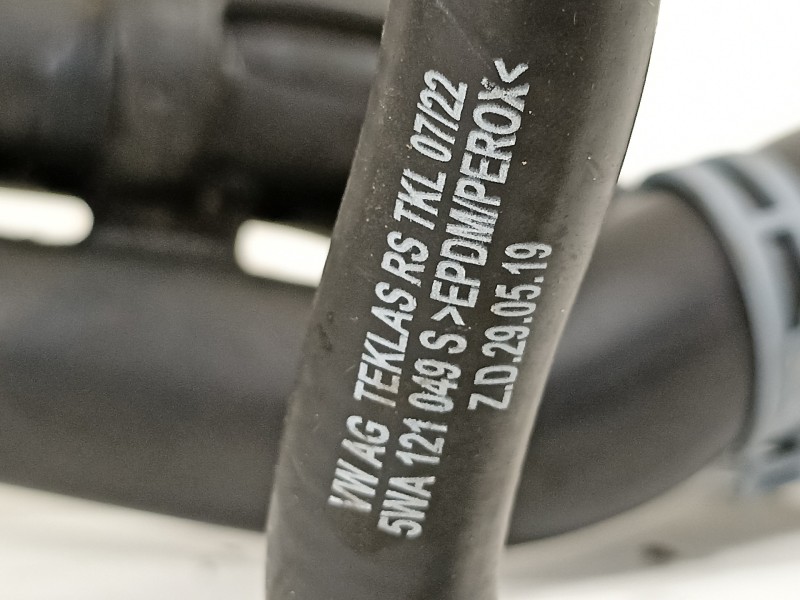 VW AG TEKLAS RS TKL 07/22
5WA 121 049 S >EPDM/PEROX<
Z.D.29.05.19